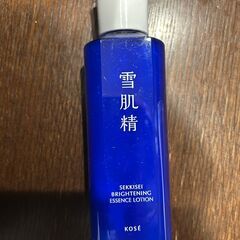 雪肌精
SEKKISEI
BRIGHTENING
ESSENCE LOTION
KOSÉ